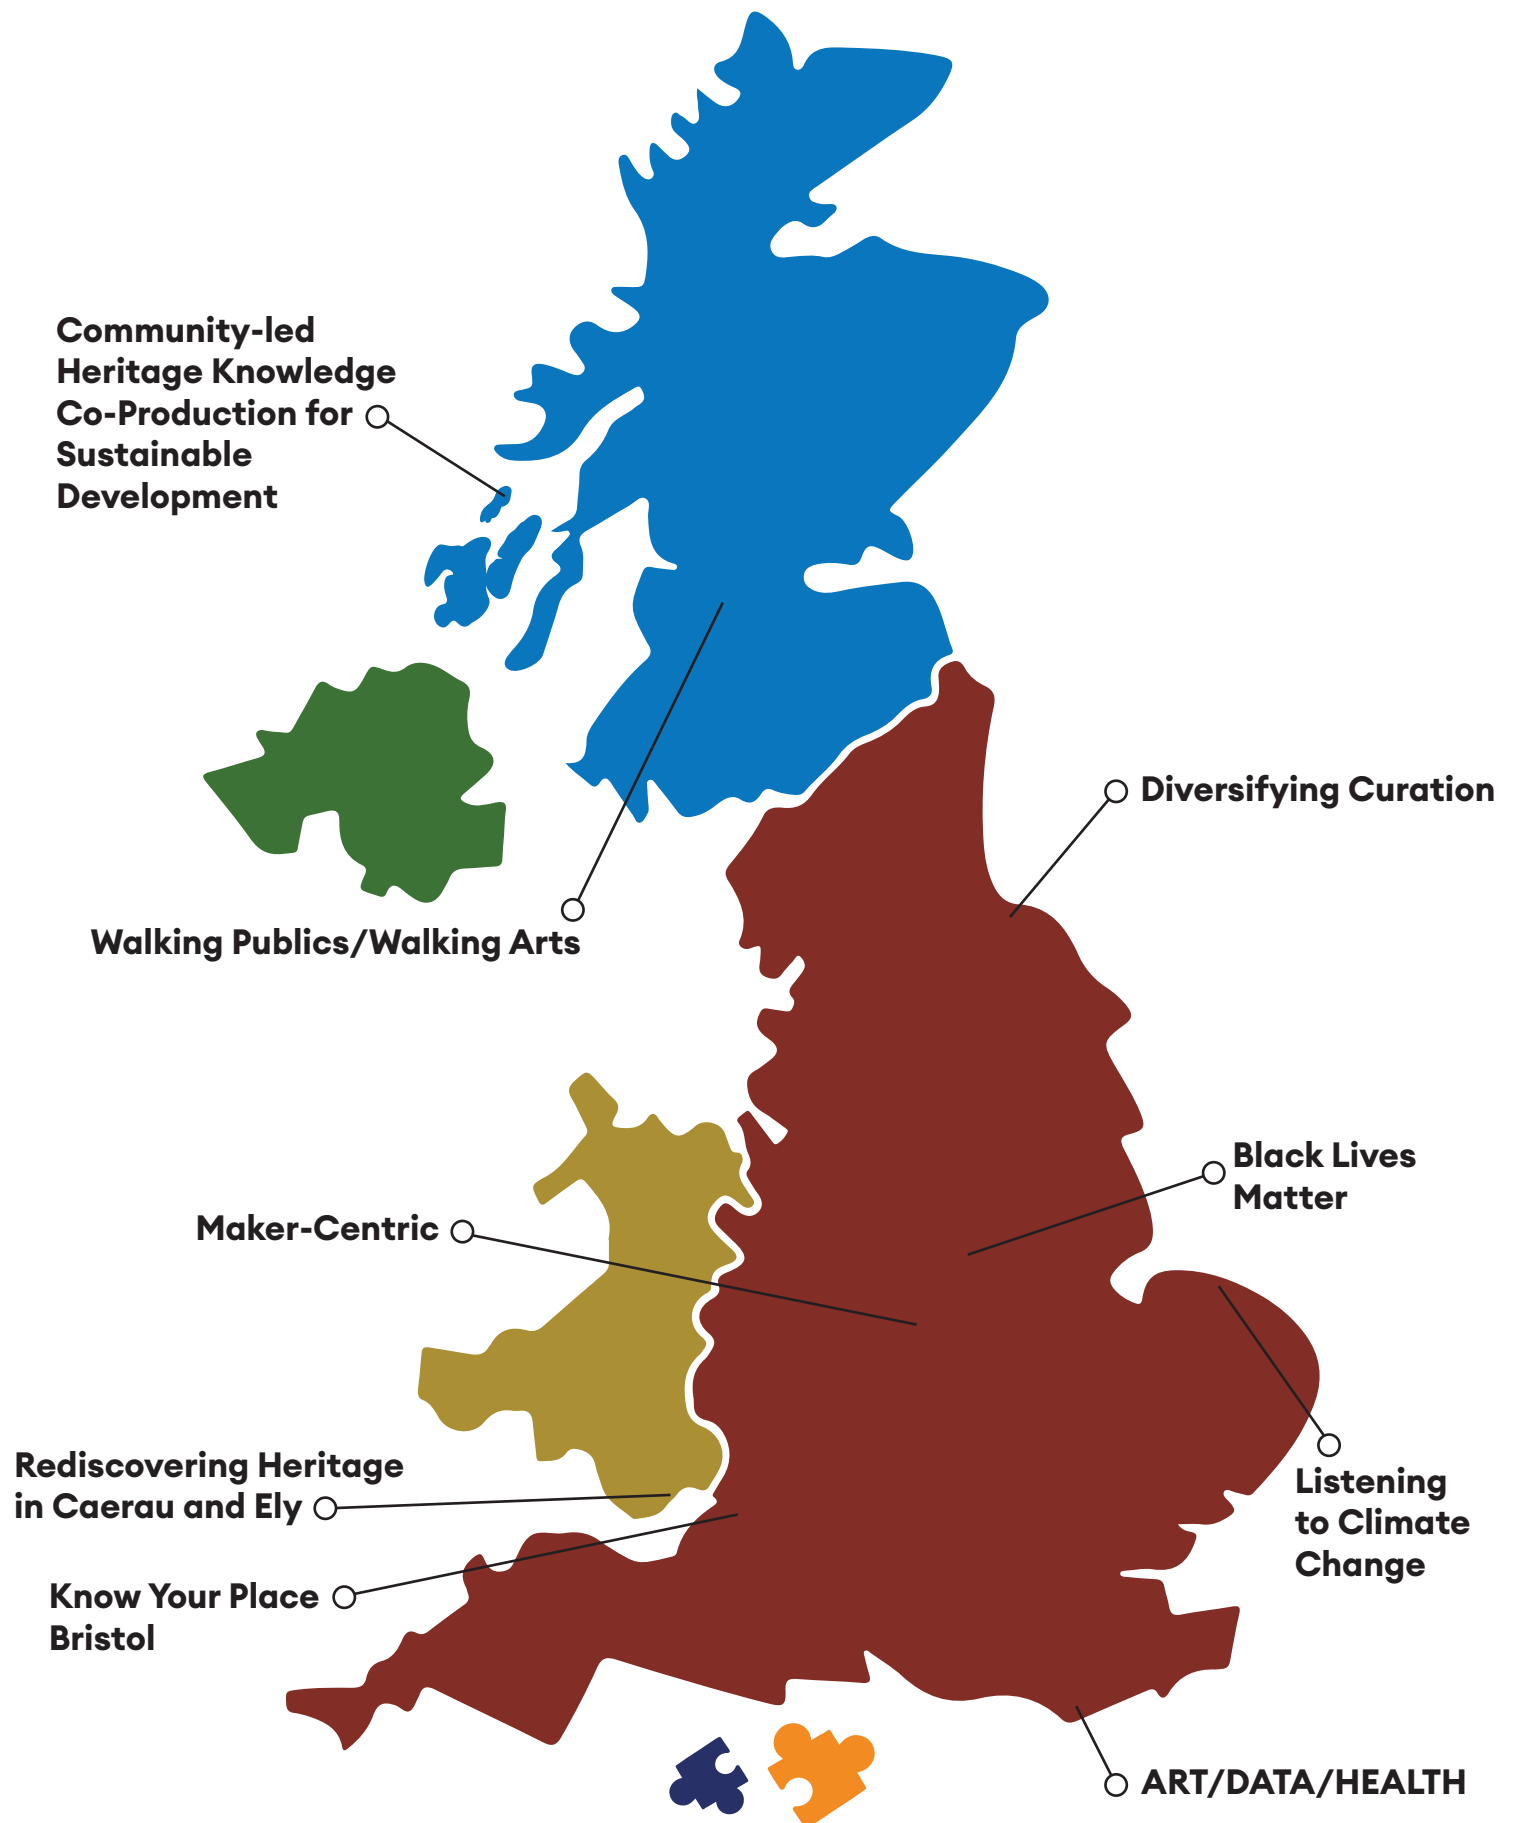 Community-led
Heritage Knowledge
Co-Production for
Sustainable
Development
Diversifying Curation
Walking Publics/Walking Arts
Black Lives
Matter
Maker-Centric
Rediscovering Heritage
in Caerau and Ely
Listening
to Climate
Change
Know Your Place
Bristol
ART/DATA/HEALTH